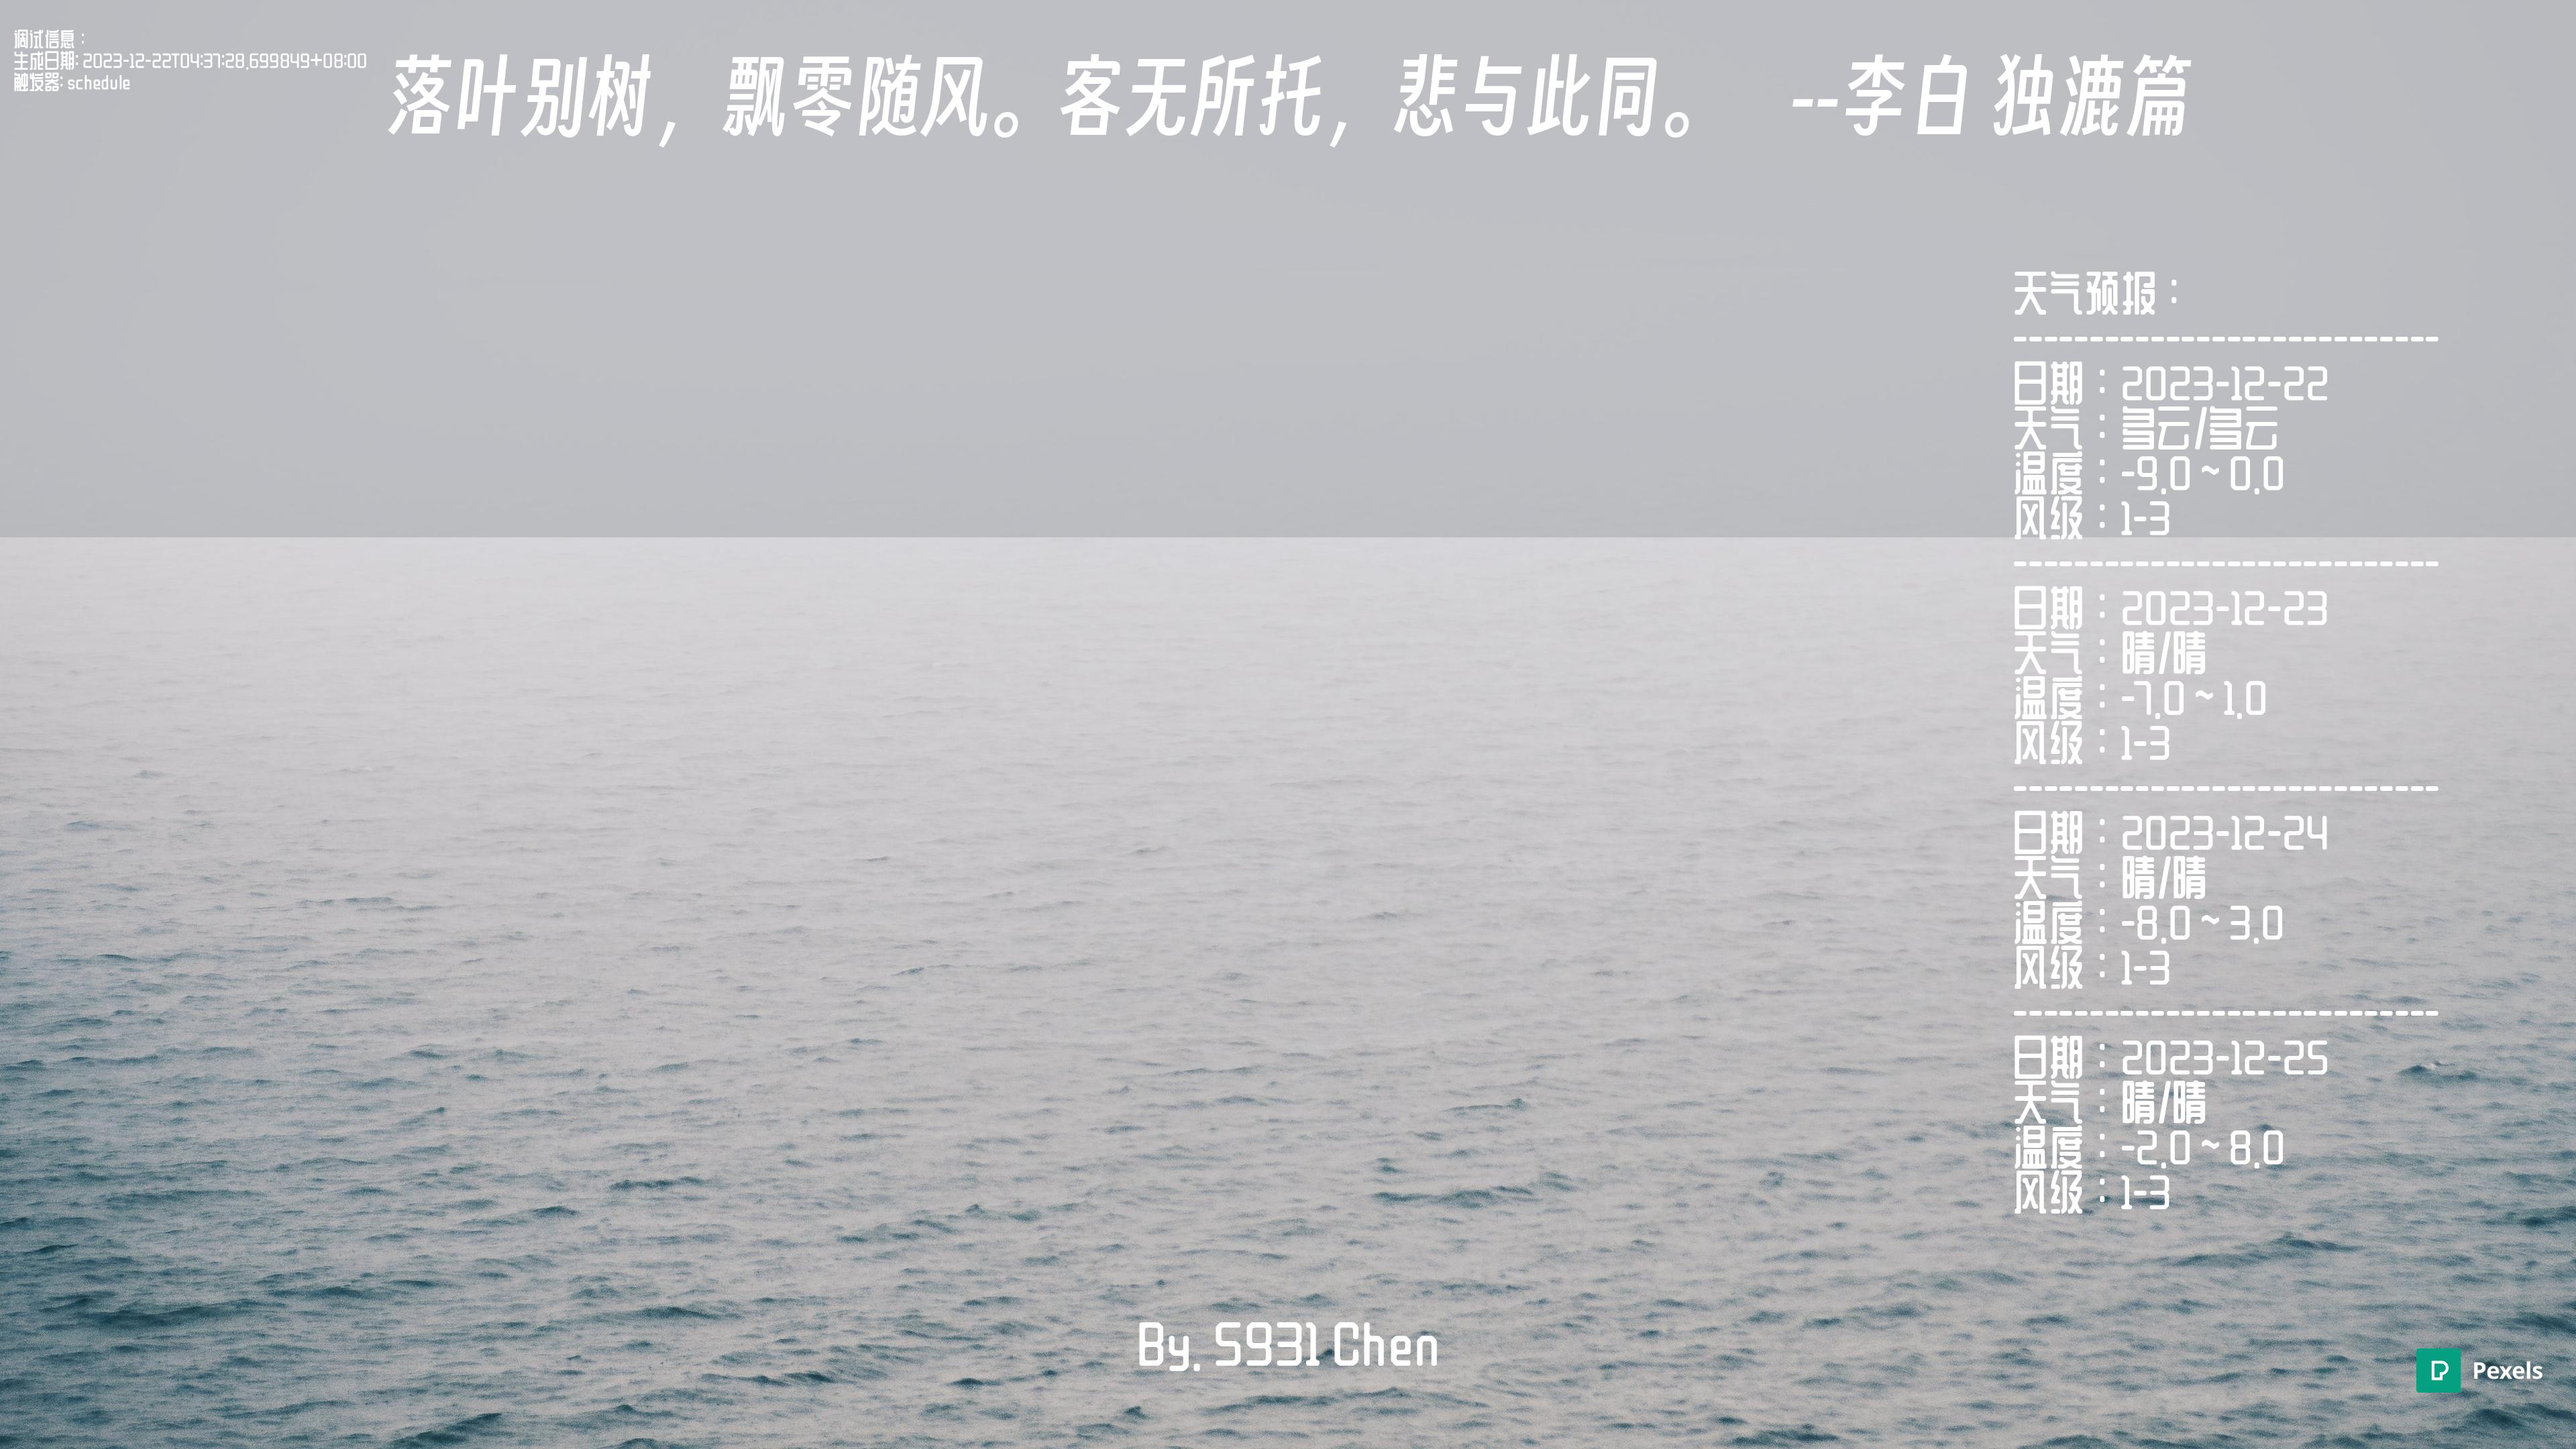 调试信息：
生成日期: 2023-12-22T04:37:28.699849+08:00
触发器: schedule
落叶别树，飘零随风。客无所托，悲与此同。 --李白 独漉篇
天气预报：
----------------------------
日期：2023-12-22
天气：多云/多云
温度：-9.0 ~ 0.0
风级：1-3
----------------------------
日期：2023-12-23
天气：晴/晴
温度：-7.0 ~ 1.0
风级：1-3
----------------------------
日期：2023-12-24
天气：晴/晴
温度：-8.0 ~ 3.0
风级：1-3
----------------------------
日期：2023-12-25
天气：晴/晴
温度：-2.0 ~ 8.0
风级：1-3
By. S931 Chen
Pexels